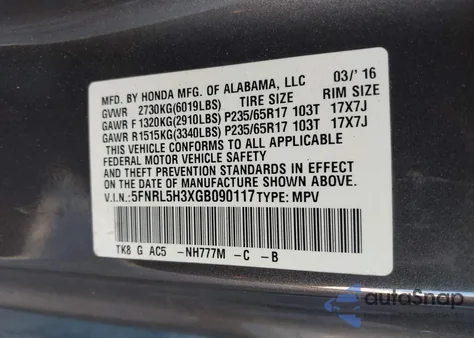 MFD. BY HONDA MFG. OF ALABAMA, LLC 03/'16
GVWR 2730KG(6019LBS) TIRE SIZE RIM SIZE
GAWR F 1320KG(2910LBS) P235/65R17 103T 17X7J
GAWR R1515KG(3340LBS) P235/65R17 103T 17X7J
THIS VEHICLE CONFORMS TO ALL APPLICABLE
FEDERAL MOTOR VEHICLE SAFETY
AND THEFT PREVENTION STANDARDS IN EFFECT
ON THE DATE OF MANUFACTURE SHOWN ABOVE.
V.I.N.:5FNRL5H3XGB090117 TYPE: MPV
TK8 G AC5 -NH777M -C -B
autoSnap